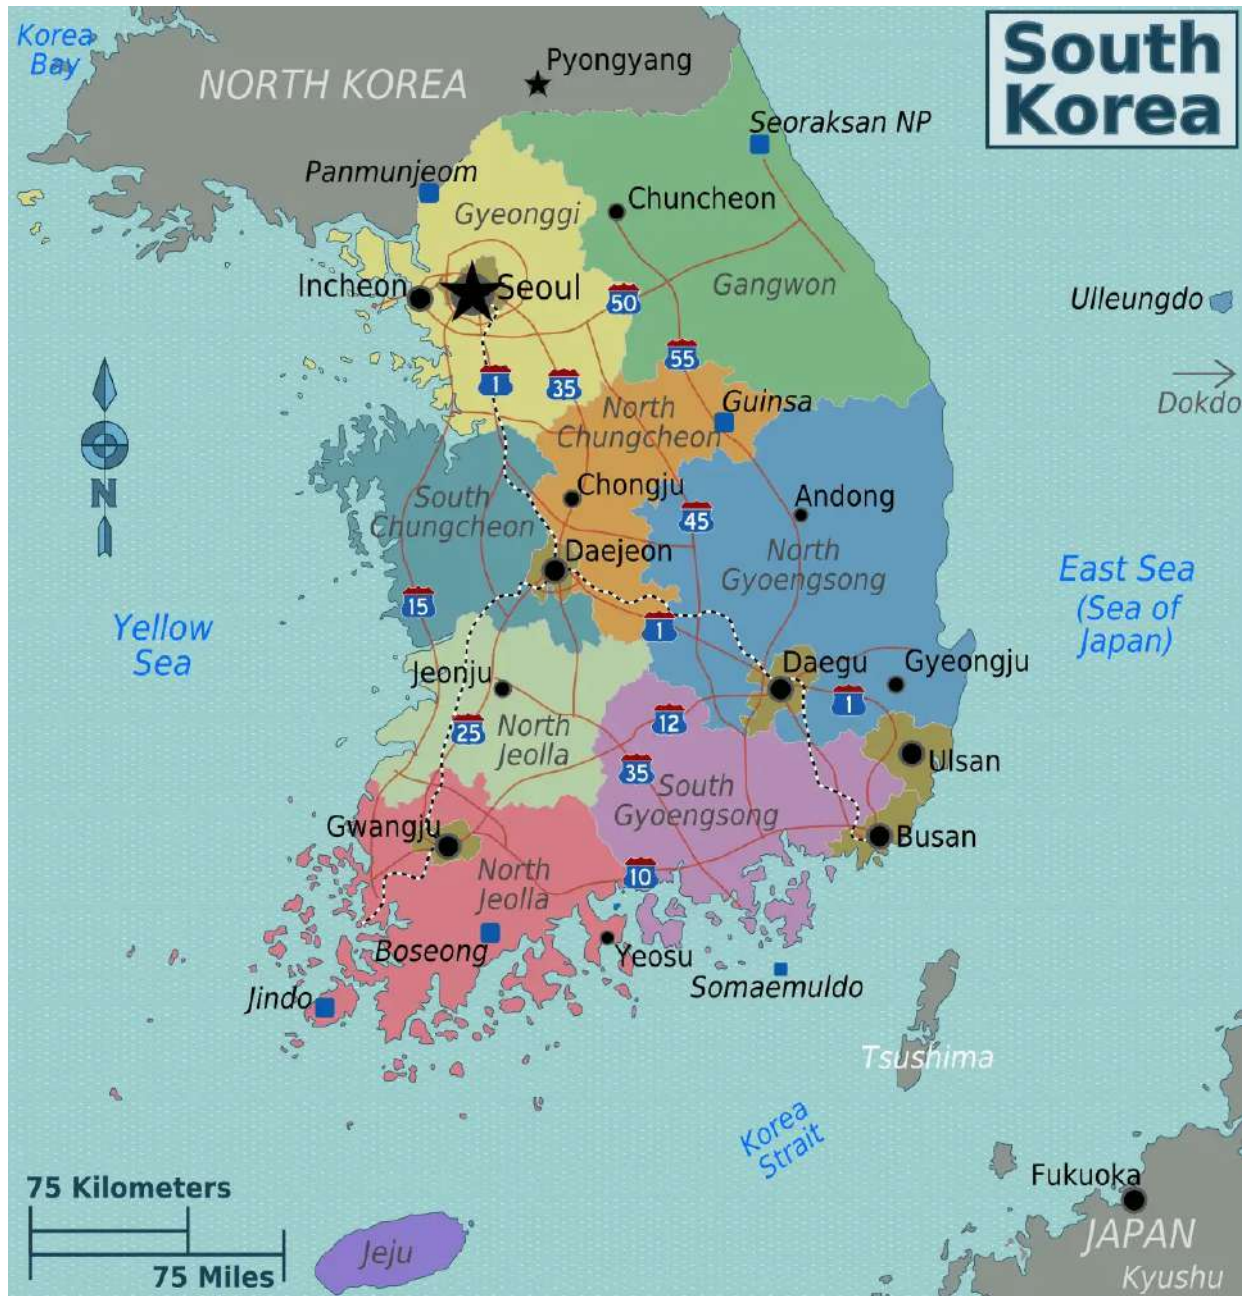 Korea
Bay
NORTH KOREA
Pyongyang
South
Korea
Seoraksan NP
Panmunjeom
Gyeonggi
Chuncheon
Gangwon
Incheon
Seoul
50
Ulleungdo
55
1
35
Dokdo
North
Chungcheon
Guinsa
N
South
Chungcheon
Chongju
45
Andong
Daejeon
North
Gyoengsong
East Sea
(Sea of
Japan)
15
Yellow
Sea
1
Jeonju
Daegu
Gyeongju
1
12
25
North
Jeolla
35
South
Gyoengsong
Ulsan
Gwangju
Busan
10
North
Jeolla
Boseong
Yeosu
Somaemuldo
Jindo
Tsushima
Korea
Strait
75 Kilometers
75 Miles
Jeju
Fukuoka
JAPAN
Kyushu